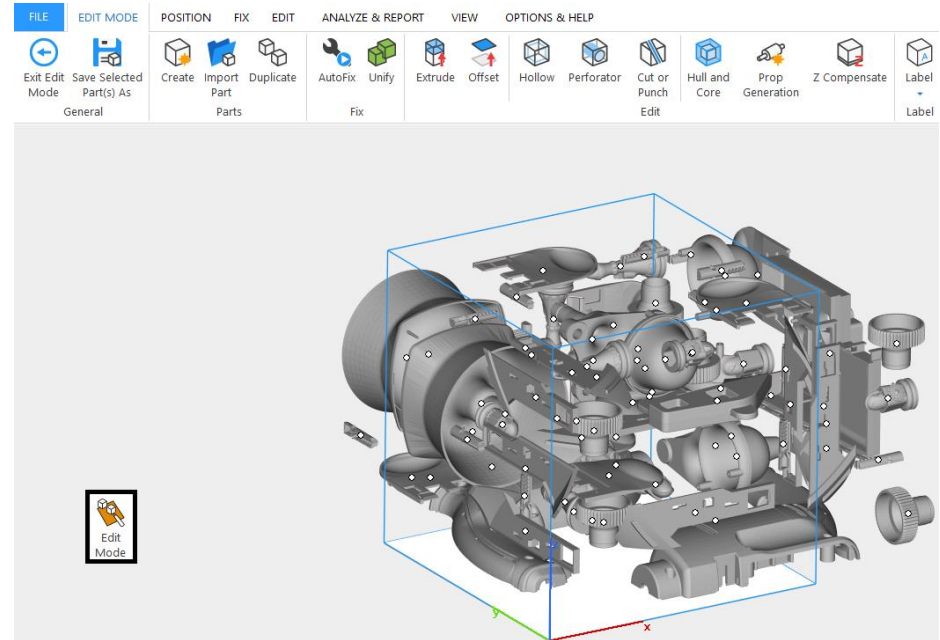 FILE EDIT MODE POSITION FIX EDIT ANALYZE & REPORT VIEW OPTIONS & HELP
Exit Edit Save Selected Create Import Duplicate AutoFix Unify Extrude Offset Hollow Perforator Cut or Hull and Prop Z Compensate Label
Mode Part(s) As Part Punch Core Generation
General Parts Fix Edit Label
Edit
Mode
y
x